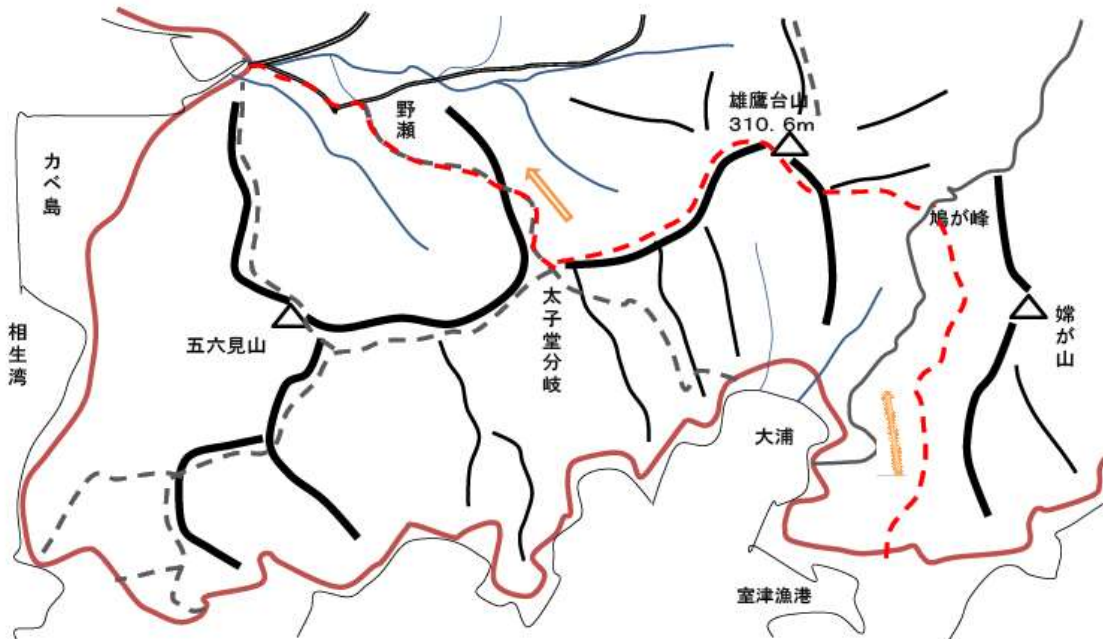 雄鷹台山
310.6m
野瀬
カベ島
鳩が峰
相生湾
五六見山
太子堂分岐
嫦が山
大浦
室津漁港